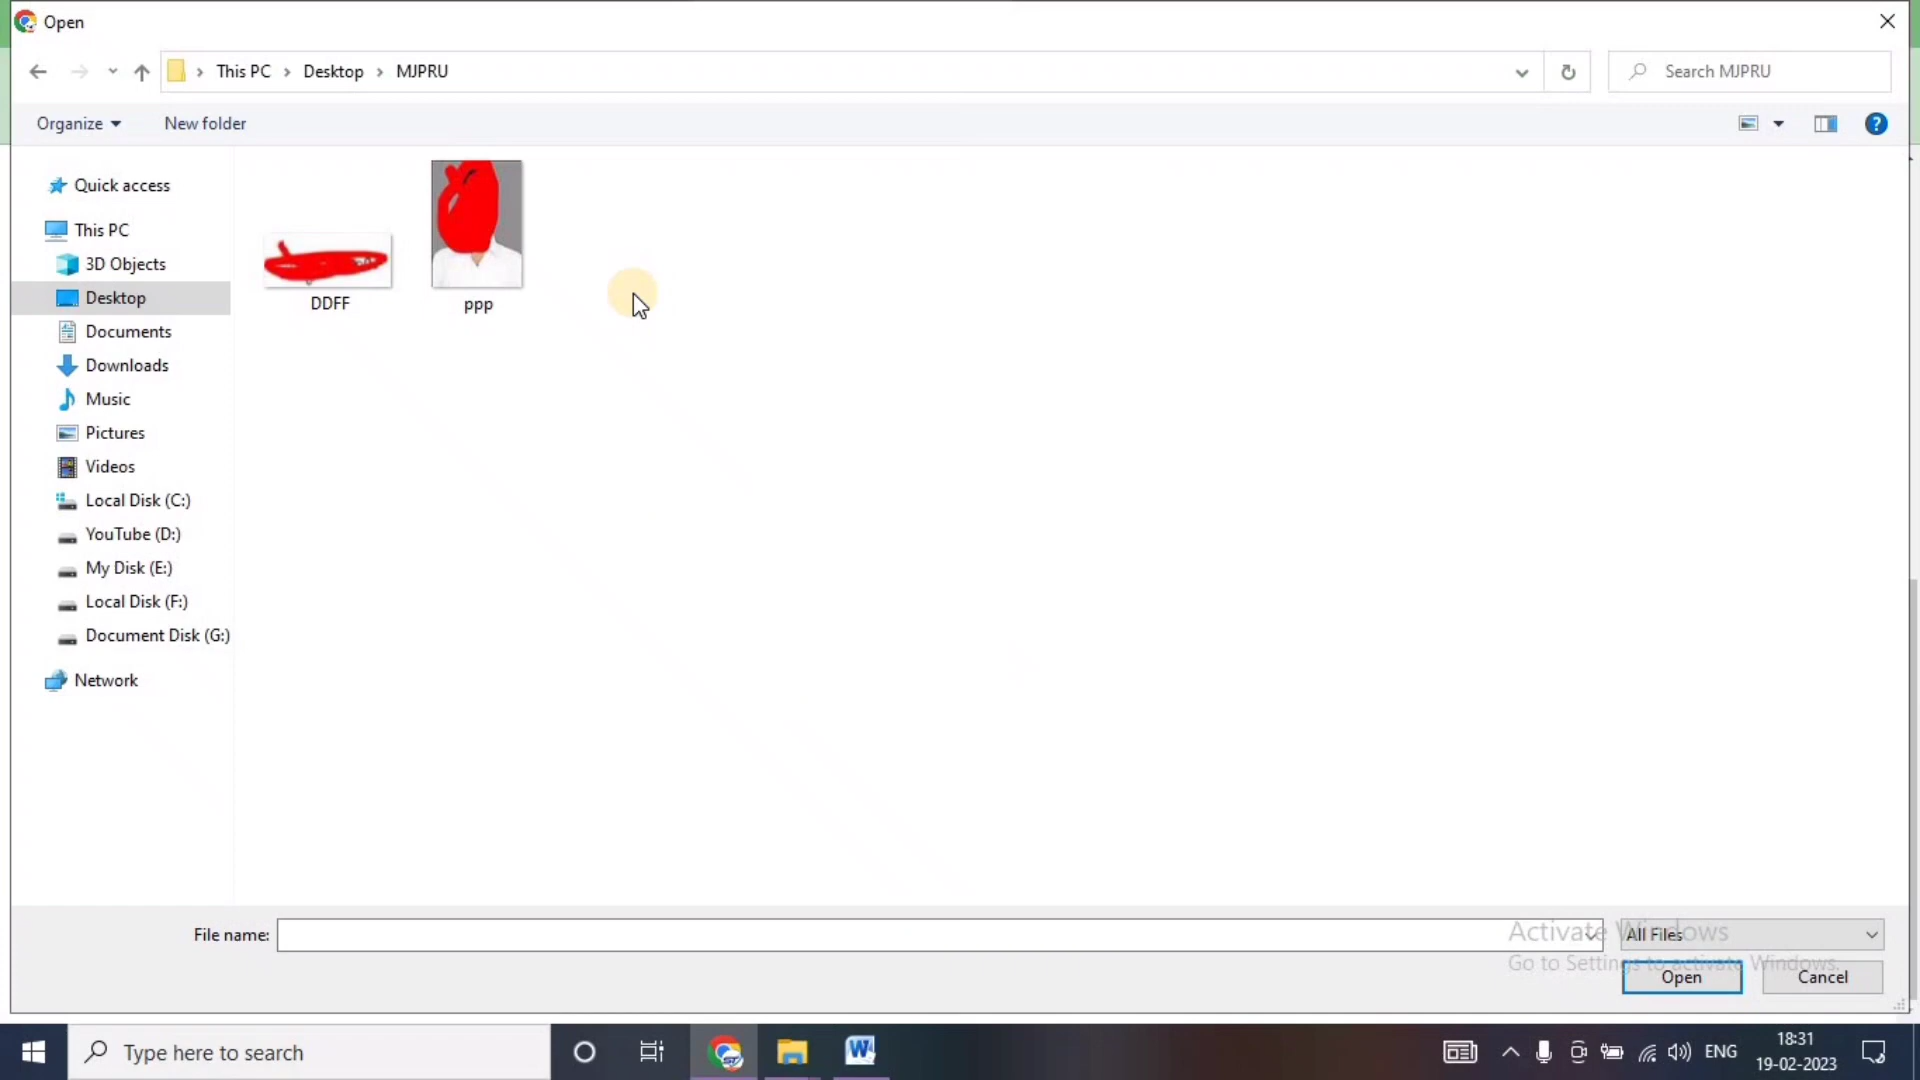 Open
This PC > Desktop > MJPRU
Search MJPRU
Organize
New folder
Quick access
This PC
3D Objects
Desktop
Documents
Downloads
Music
Pictures
Videos
Local Disk (C:)
YouTube (D:)
My Disk (E:)
Local Disk (F:)
Document Disk (G:)
Network
DDFF
ppp
File name:
All Files
Activate Windows
Go to Settings to activate Windows.
Open
Cancel
Type here to search
ENG
18:31
19-02-2023